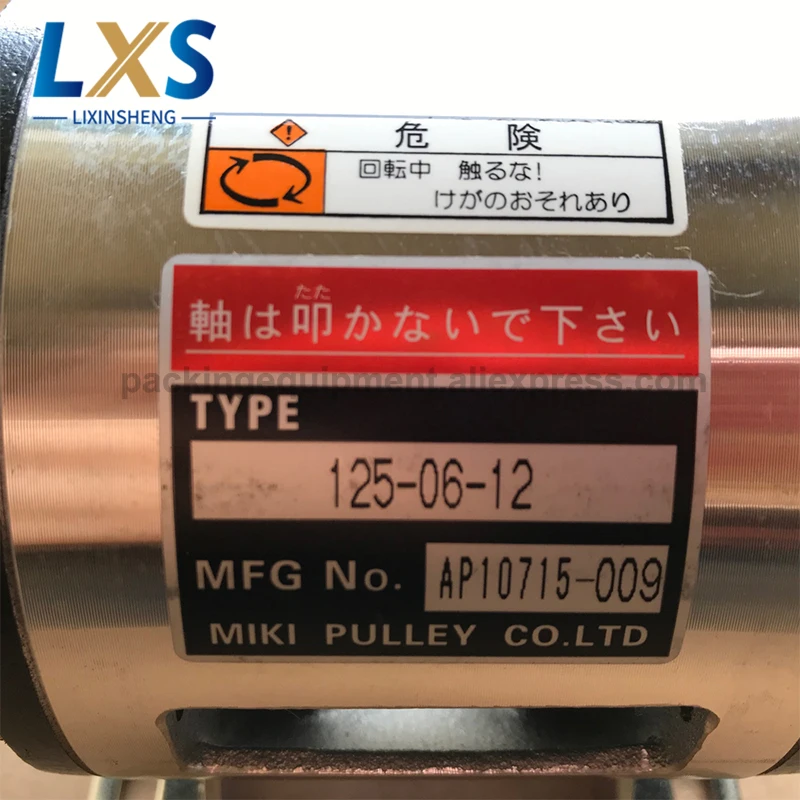 LXS
LIXINSHENG
危険
回転中 触るな!
けがのおそれあり
たた
軸は叩かないで下さい
packingequipment.aliexpress.com
TYPE
125-06-12
MFG No. AP10715-009
MIKI PULLEY CO.LTD